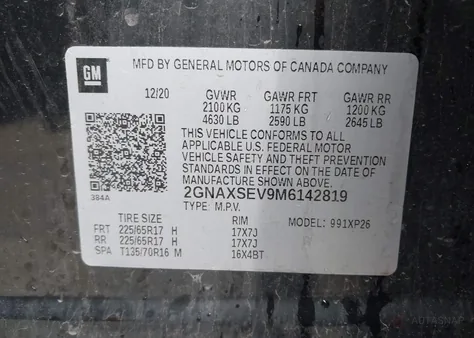 GM
MFD BY GENERAL MOTORS OF CANADA COMPANY
12/20 GVWR GAWR FRT GAWR RR
2100 KG 1175 KG 1200 KG
4630 LB 2590 LB 2645 LB
THIS VEHICLE CONFORMS TO ALL
APPLICABLE U.S. FEDERAL MOTOR
VEHICLE SAFETY AND THEFT PREVENTION
STANDARDS IN EFFECT ON THE DATE OF
MANUFACTURE SHOWN ABOVE.
384A
2GNAXSEV9M6142819
TYPE: M.P.V. MODEL: 991XP26
TIRE SIZE RIM
FRT 225/65R17 H 17X7J
RR 225/65R17 H 17X7J
SPA T135/70R16 M 16X4BT
AUTOSNAP